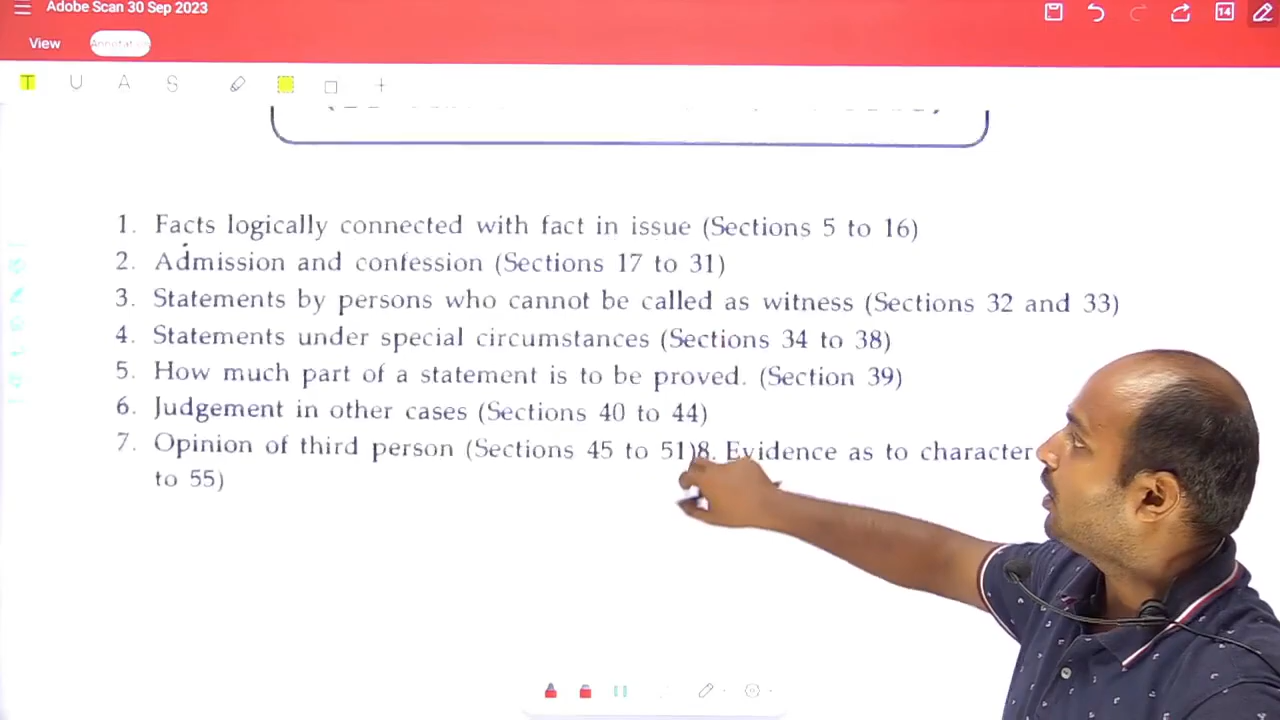 Adobe Scan 30 Sep 2023
14
View
Annotat
T U A S
1. Facts logically connected with fact in issue (Sections 5 to 16)
2. Admission and confession (Sections 17 to 31)
3. Statements by persons who cannot be called as witness (Sections 32 and 33)
4. Statements under special circumstances (Sections 34 to 38)
5. How much part of a statement is to be proved. (Section 39)
6. Judgement in other cases (Sections 40 to 44)
7. Opinion of third person (Sections 45 to 51)8. Evidence as to character
to 55)